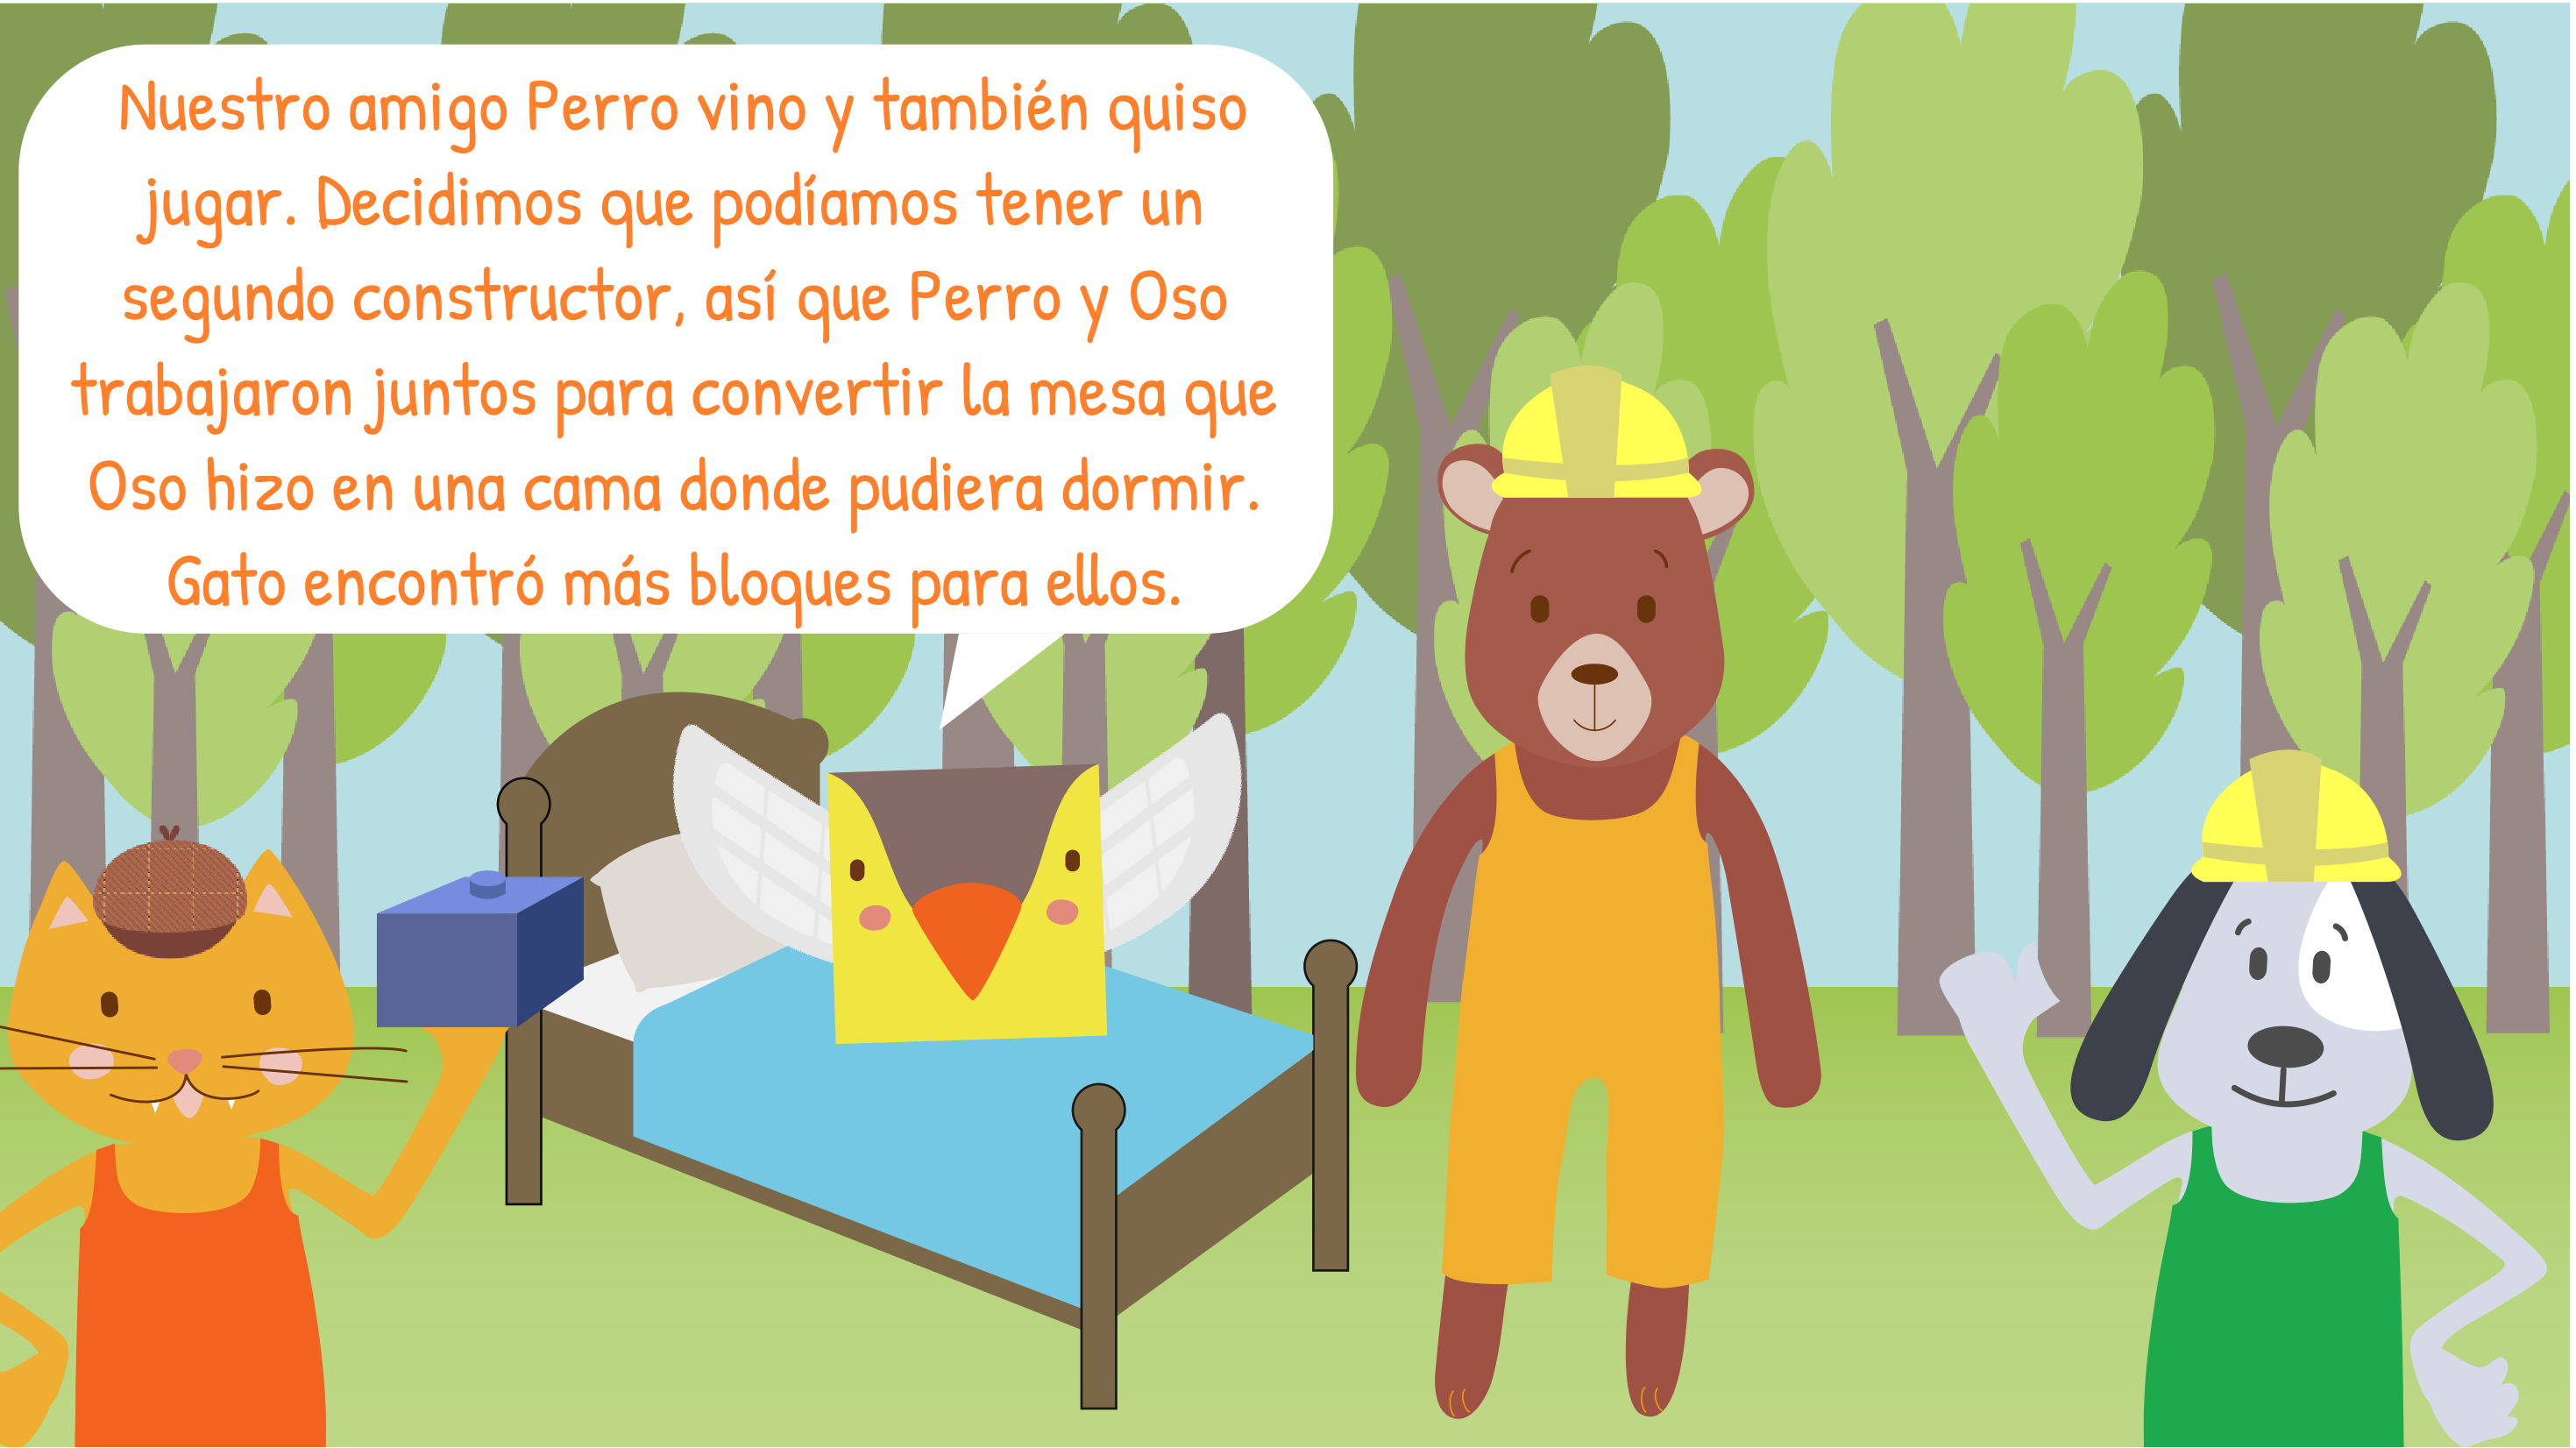 Nuestro amigo Perro vino y también quiso
jugar. Decidimos que podíamos tener un
segundo constructor, así que Perro y Oso
trabajaron juntos para convertir la mesa que
Oso hizo en una cama donde pudiera dormir.
Gato encontró más bloques para ellos.